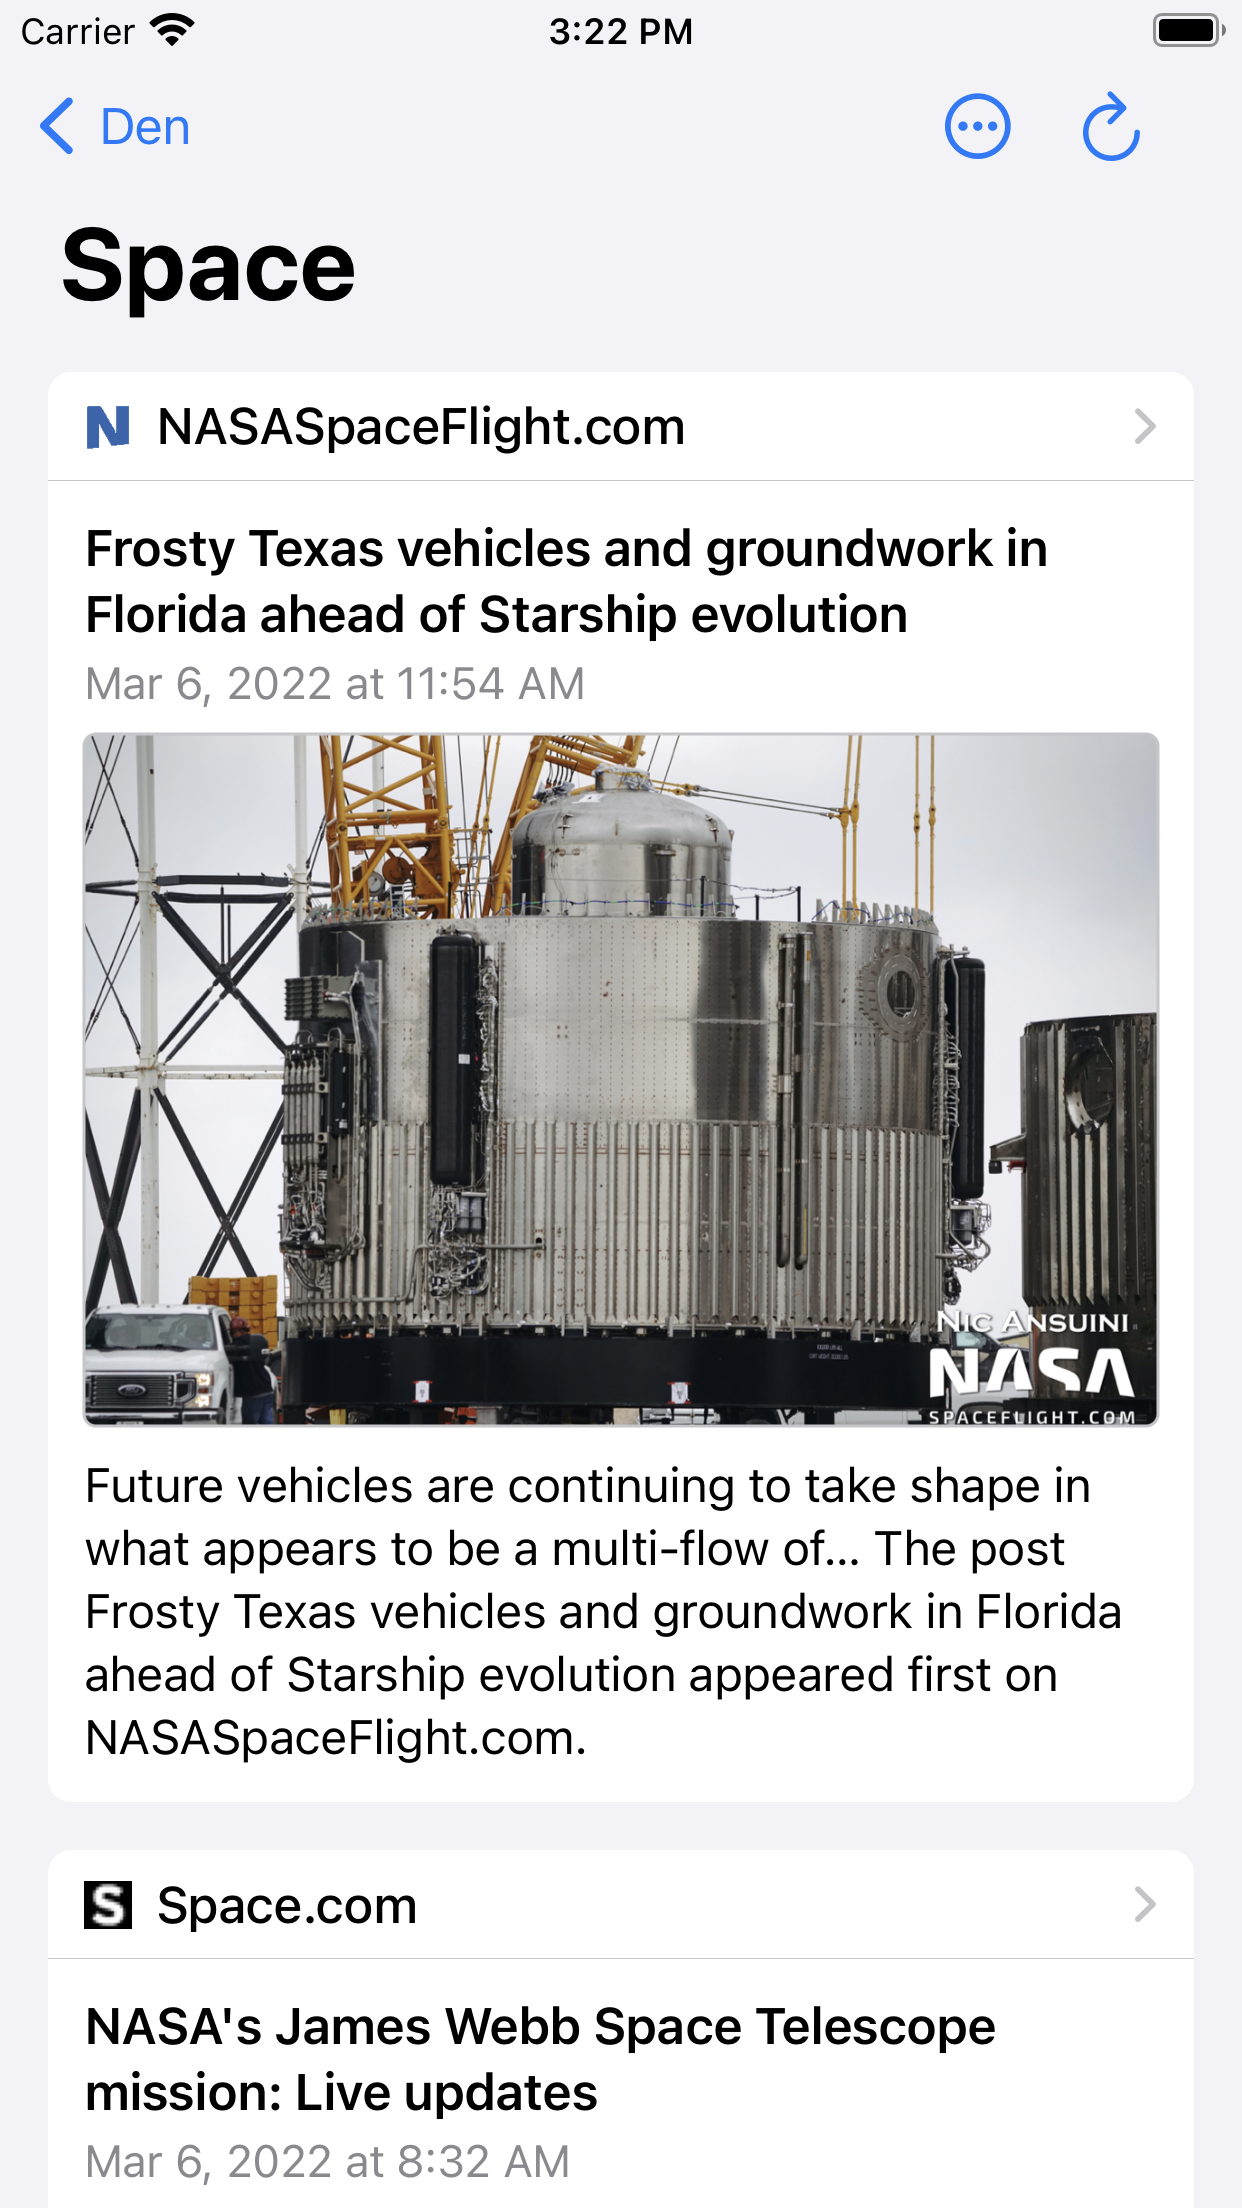 Carrier 3:22 PM
Den
Space
NASASpaceFlight.com
Frosty Texas vehicles and groundwork in
Florida ahead of Starship evolution
Mar 6, 2022 at 11:54 AM
NIC ANSUINI
NASA
SPACEFLIGHT.COM
Future vehicles are continuing to take shape in
what appears to be a multi-flow of... The post
Frosty Texas vehicles and groundwork in Florida
ahead of Starship evolution appeared first on
NASASpaceFlight.com.
S Space.com
NASA's James Webb Space Telescope
mission: Live updates
Mar 6, 2022 at 8:32 AM